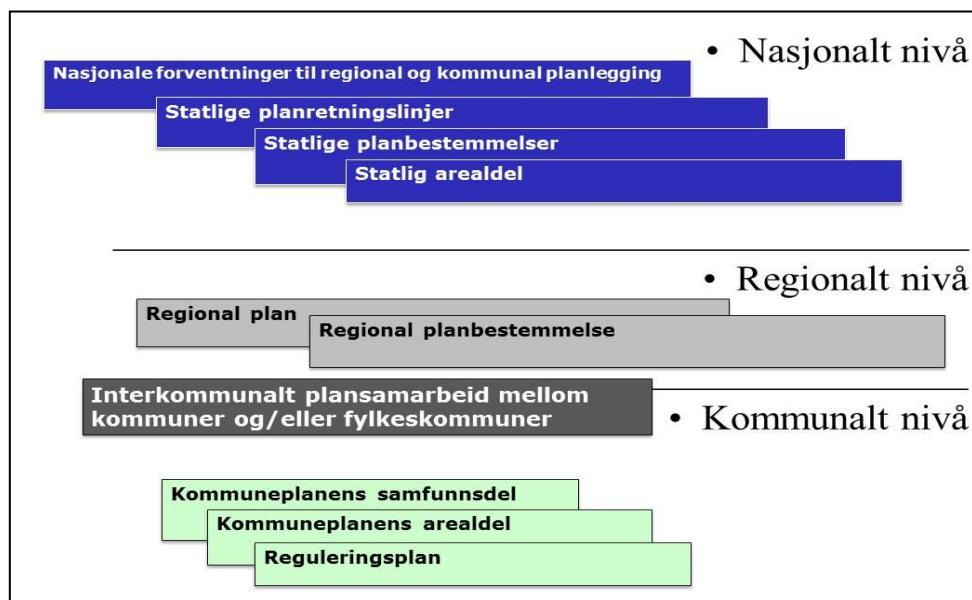 • Nasjonalt nivå
Nasjonale forventninger til regional og kommunal planlegging
Statlige planretningslinjer
Statlige planbestemmelser
Statlig arealdel
• Regionalt nivå
Regional plan
Regional planbestemmelse
Interkommunalt plansamarbeid mellom
kommuner og/eller fylkeskommuner
• Kommunalt nivå
Kommuneplanens samfunnsdel
Kommuneplanens arealdel
Reguleringsplan